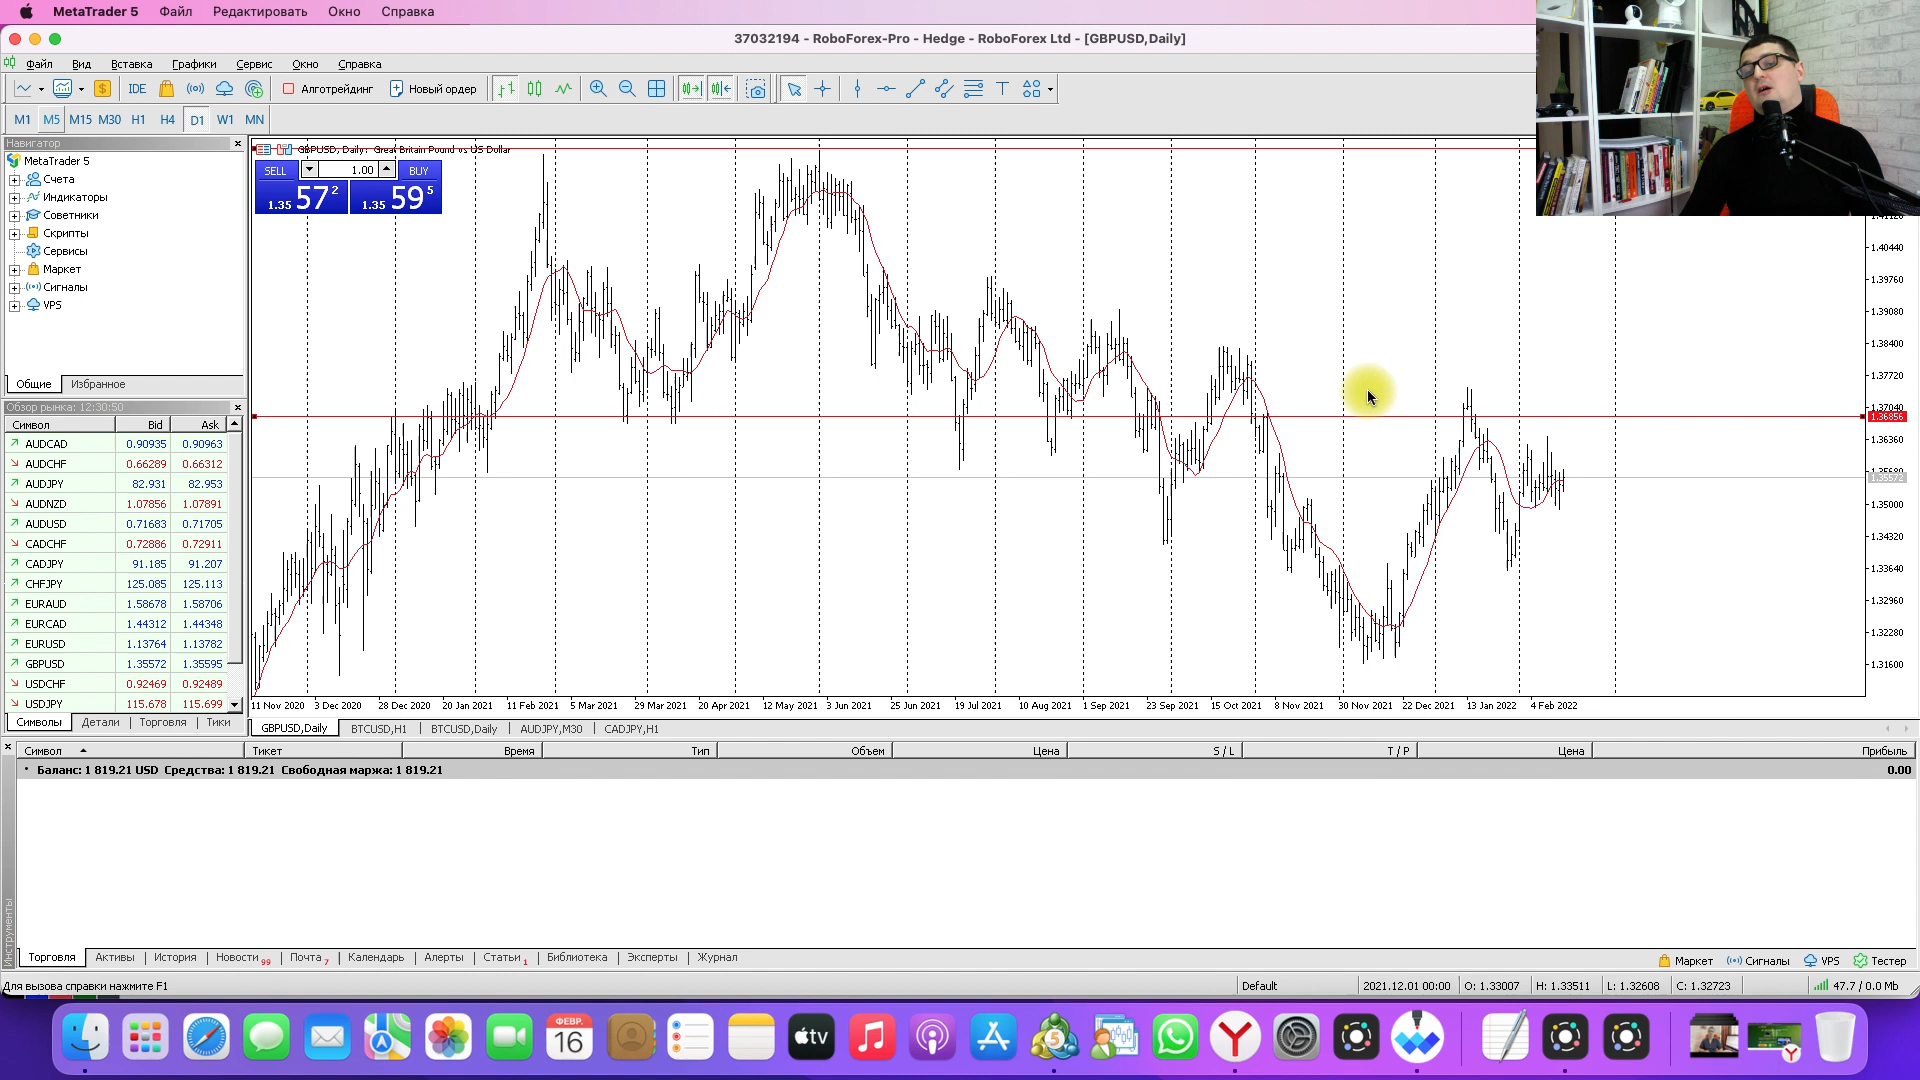 MetaTrader 5 Файл Редактировать Окно Справка
37032194 - RoboForex-Pro - Hedge - RoboForex Ltd - [GBPUSD,Daily]
Файл Вид Вставка Графики Сервис Окно Справка
IDE Алготрейдинг Новый ордер
M1 M5 M15 M30 H1 H4 D1 W1 MN
Навигатор
MetaTrader 5
Счета
Индикаторы
Советники
Скрипты
Сервисы
Маркет
Сигналы
VPS
Общие Избранное
Обзор рынка: 12:30:50
Символ Bid Ask
AUDCAD 0.90935 0.90963
AUDCHF 0.66289 0.66312
AUDJPY 82.931 82.953
AUDNZD 1.07856 1.07891
AUDUSD 0.71683 0.71705
CADCHF 0.72886 0.72911
CADJPY 91.185 91.207
CHFJPY 125.085 125.113
EURAUD 1.58678 1.58706
EURCAD 1.44312 1.44348
EURUSD 1.13764 1.13782
GBPUSD 1.35572 1.35595
USDCHF 0.92469 0.92489
USDJPY 115.678 115.699
Символы Детали Торговля Тики
GBPUSD, Daily: Great Britain Pound vs US Dollar
SELL 1.00 BUY
1.35 57 2 1.35 59 5
1.40440
1.39760
1.39080
1.38400
1.37720
1.37040
1.36856
1.36360
1.35572
1.35000
1.34320
1.33640
1.32960
1.32280
1.31600
11 Nov 2020 3 Dec 2020 28 Dec 2020 20 Jan 2021 11 Feb 2021 5 Mar 2021 29 Mar 2021 20 Apr 2021 12 May 2021 3 Jun 2021 25 Jun 2021 19 Jul 2021 10 Aug 2021 1 Sep 2021 23 Sep 2021 15 Oct 2021 8 Nov 2021 30 Nov 2021 22 Dec 2021 13 Jan 2022 4 Feb 2022
GBPUSD,Daily BTCUSD,H1 BTCUSD,Daily AUDJPY,M30 CADJPY,H1
Символ Тикет Время Тип Объем Цена S / L T / P Цена Прибыль
Баланс: 1 819.21 USD Средства: 1 819.21 Свободная маржа: 1 819.21 0.00
Инструменты
Торговля Активы История Новости 99 Почта 7 Календарь Алерты Статьи 1 Библиотека Эксперты Журнал
Маркет Сигналы VPS Тестер
Для вызова справки нажмите F1 Default 2021.12.01 00:00 O: 1.33007 H: 1.33511 L: 1.32608 C: 1.32723 47.7 / 0.0 Mb
ФЕВР.
16
tv
5